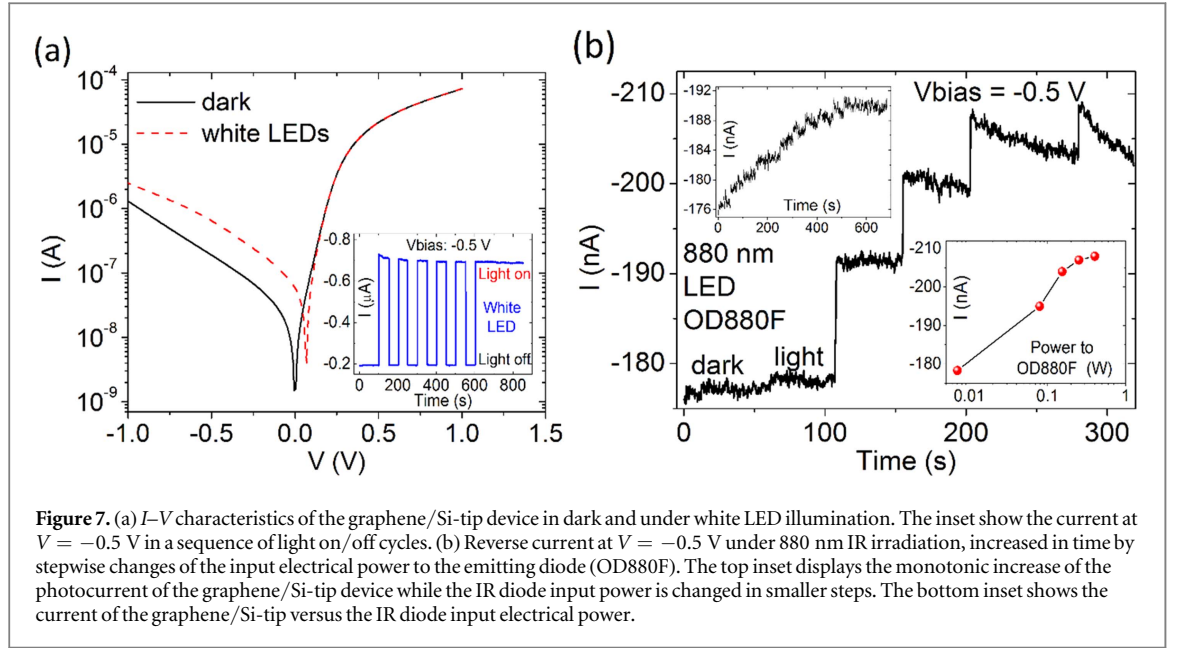 (a)
10⁻⁴
10⁻⁵
10⁻⁶
10⁻⁷
10⁻⁸
10⁻⁹
I (A)
dark
white LEDs
-1.0 -0.5 0.0 0.5 1.0 1.5
V (V)
Vbias: -0.5 V
-0.8
-0.6
-0.4
-0.2
I (μA)
Light on
White
LED
Light off
0 200 400 600 800
Time (s)
(b)
-210
-200
-190
-180
I (nA)
Vbias = -0.5 V
-192
-188
-184
-180
-176
I (nA)
Time (s)
0 200 400 600
880 nm
LED
OD880F
dark light
-210
-200
-190
-180
I (nA)
Power to
OD880F (W)
0.01 0.1 1
0 100 200 300
Time (s)
Figure 7. (a) I–V characteristics of the graphene/Si-tip device in dark and under white LED illumination. The inset show the current at
V = −0.5 V in a sequence of light on/off cycles. (b) Reverse current at V = −0.5 V under 880 nm IR irradiation, increased in time by
stepwise changes of the input electrical power to the emitting diode (OD880F). The top inset displays the monotonic increase of the
photocurrent of the graphene/Si-tip device while the IR diode input power is changed in smaller steps. The bottom inset shows the
current of the graphene/Si-tip versus the IR diode input electrical power.